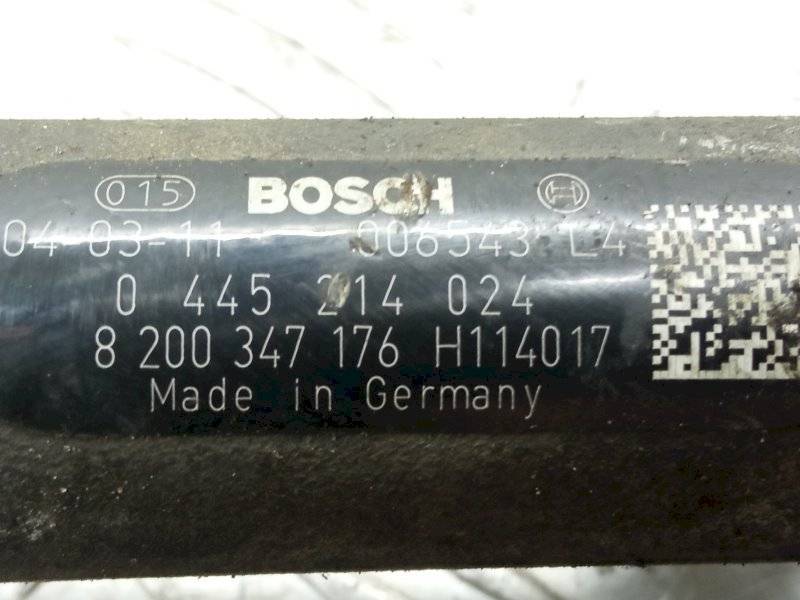 015 BOSCH
04-03-11 006543 L4
0 445 214 024
8 200 347 176 H114017
Made in Germany